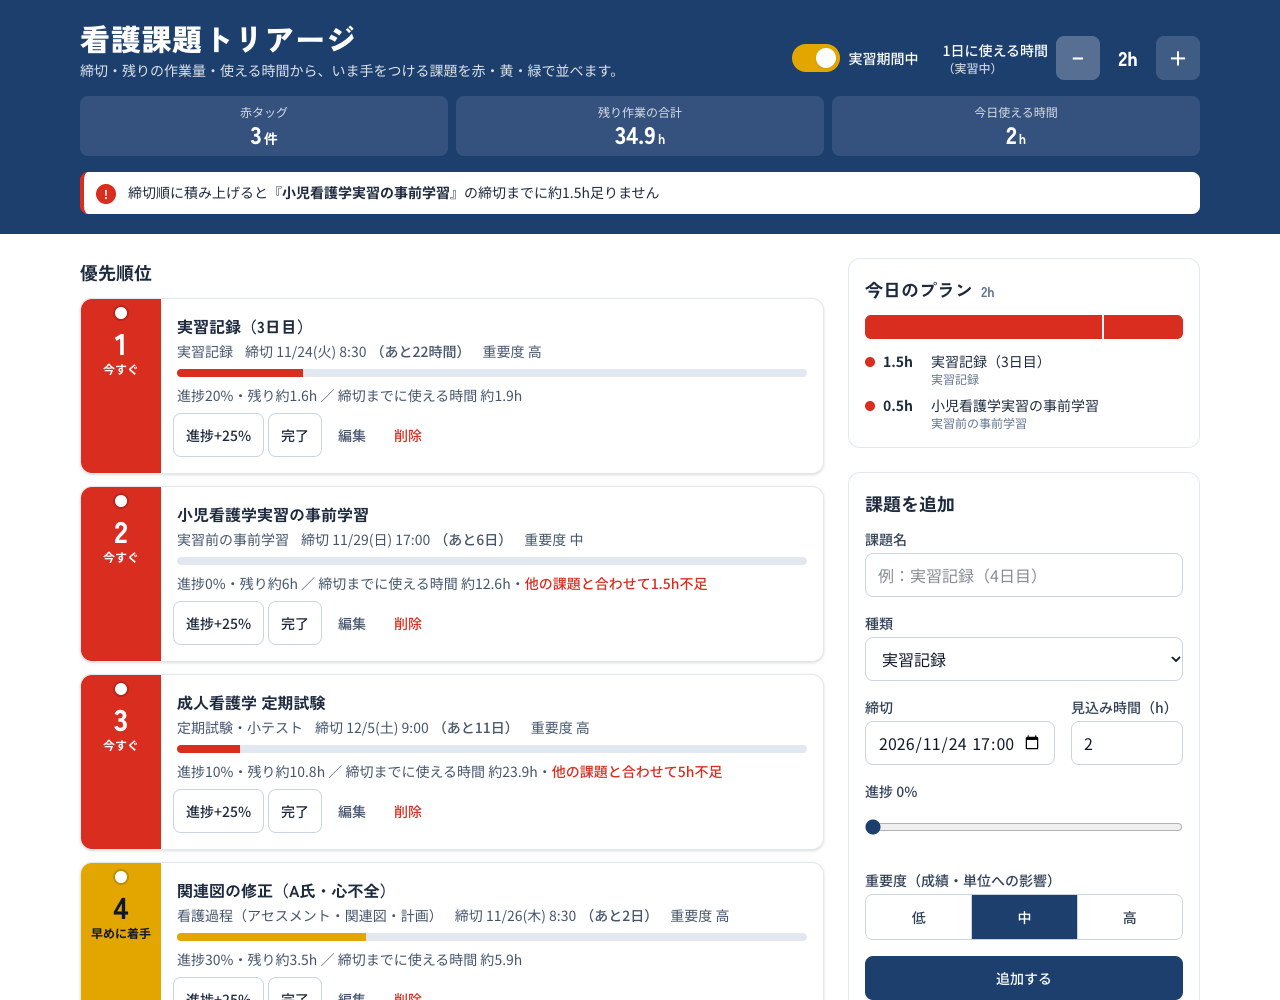 看護課題トリアージ
締切・残りの作業量・使える時間から、いま手をつける課題を赤・黄・緑で並べます。
実習期間中
1日に使える時間
（実習中）
−
2h
＋
赤タッグ
3件
残り作業の合計
34.9h
今日使える時間
2h
! 締切順に積み上げると『小児看護学実習の事前学習』の締切までに約1.5h足りません
優先順位
1
今すぐ
実習記録（3日目）
実習記録 締切 11/24(火) 8:30 （あと22時間） 重要度 高
進捗20%・残り約1.6h ／ 締切までに使える時間 約1.9h
進捗+25% 完了 編集 削除
2
今すぐ
小児看護学実習の事前学習
実習前の事前学習 締切 11/29(日) 17:00 （あと6日） 重要度 中
進捗0%・残り約6h ／ 締切までに使える時間 約12.6h・他の課題と合わせて1.5h不足
進捗+25% 完了 編集 削除
3
今すぐ
成人看護学 定期試験
定期試験・小テスト 締切 12/5(土) 9:00 （あと11日） 重要度 高
進捗10%・残り約10.8h ／ 締切までに使える時間 約23.9h・他の課題と合わせて5h不足
進捗+25% 完了 編集 削除
4
早めに着手
関連図の修正（A氏・心不全）
看護過程（アセスメント・関連図・計画） 締切 11/26(木) 8:30 （あと2日） 重要度 高
進捗30%・残り約3.5h ／ 締切までに使える時間 約5.9h
進捗+25% 完了 編集 削除
今日のプラン 2h
1.5h 実習記録（3日目）
実習記録
0.5h 小児看護学実習の事前学習
実習前の事前学習
課題を追加
課題名
例：実習記録（4日目）
種類
実習記録
締切
2026/11/24 17:00
見込み時間（h）
2
進捗 0%
重要度（成績・単位への影響）
低 中 高
追加する